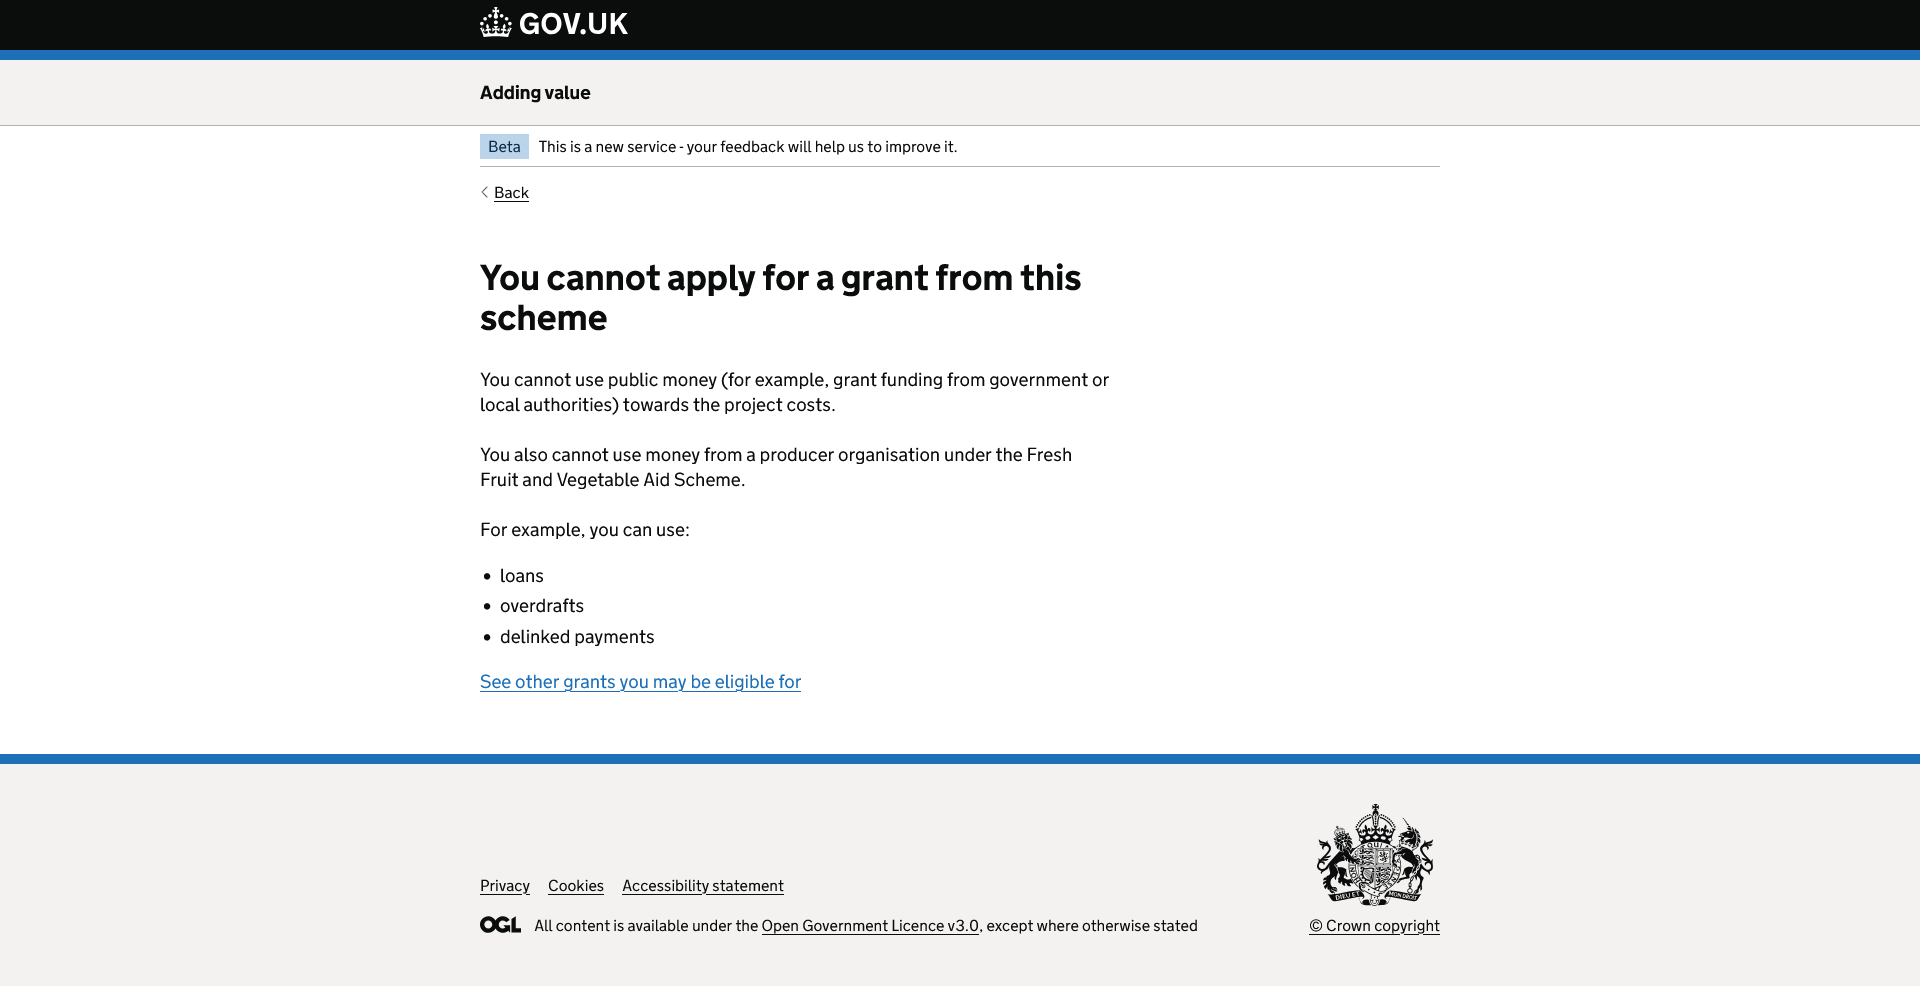 GOV.UK
Adding value
Beta This is a new service - your feedback will help us to improve it.
Back
You cannot apply for a grant from this
scheme
You cannot use public money (for example, grant funding from government or
local authorities) towards the project costs.
You also cannot use money from a producer organisation under the Fresh
Fruit and Vegetable Aid Scheme.
For example, you can use:
• loans
• overdrafts
• delinked payments
See other grants you may be eligible for
Privacy Cookies Accessibility statement
OGL All content is available under the Open Government Licence v3.0, except where otherwise stated
© Crown copyright